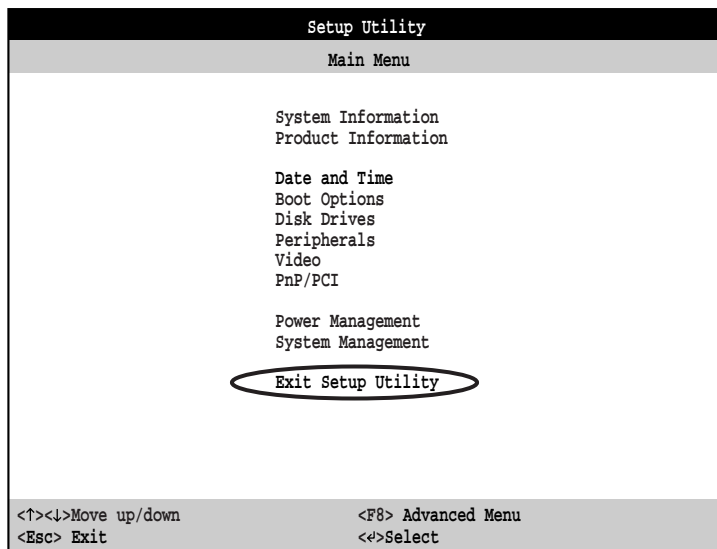 Setup Utility
Main Menu
System Information
Product Information
Date and Time
Boot Options
Disk Drives
Peripherals
Video
PnP/PCI
Power Management
System Management
Exit Setup Utility
<↑><↓>Move up/down <F8> Advanced Menu
<Esc> Exit <↵>Select